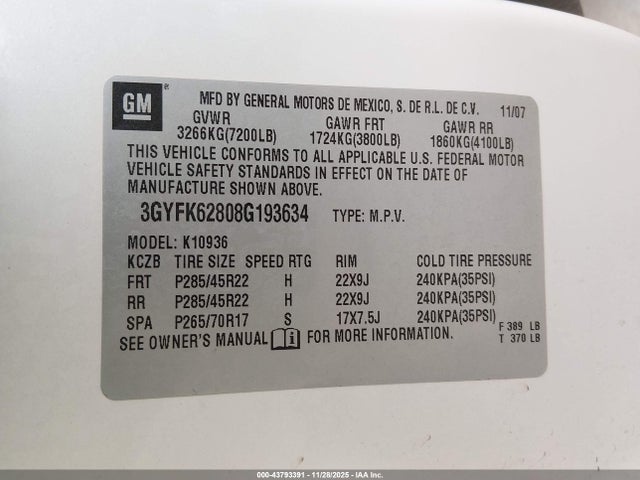 GM ®
MFD BY GENERAL MOTORS DE MEXICO, S. DE R.L. DE C.V. 11/07
GVWR GAWR FRT GAWR RR
3266KG(7200LB) 1724KG(3800LB) 1860KG(4100LB)
THIS VEHICLE CONFORMS TO ALL APPLICABLE U.S. FEDERAL MOTOR
VEHICLE SAFETY STANDARDS IN EFFECT ON THE DATE OF
MANUFACTURE SHOWN ABOVE.
3GYFK62808G193634 TYPE: M.P.V.
MODEL: K10936
KCZB TIRE SIZE SPEED RTG RIM COLD TIRE PRESSURE
FRT P285/45R22 H 22X9J 240KPA(35PSI)
RR P285/45R22 H 22X9J 240KPA(35PSI)
SPA P265/70R17 S 17X7.5J 240KPA(35PSI)
SEE OWNER'S MANUAL i FOR MORE INFORMATION.
F 389 LB
T 370 LB
000-43793391 - 11/28/2025 - IAAI, Inc.